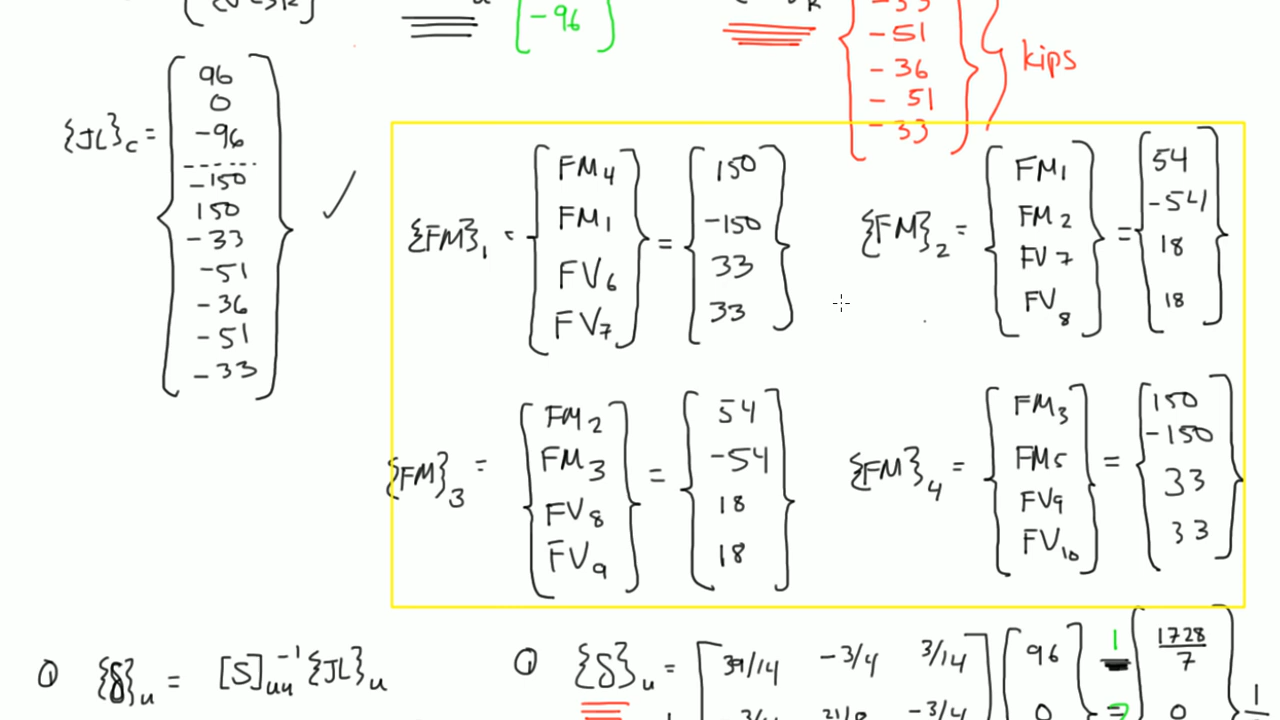 -96
-33
-51
-36
-51
-33
kips
{JL}c =
96
0
-96
-150
150
-33
-51
-36
-51
-33
{FM}1 =
FM4
FM1
FV6
FV7
=
150
-150
33
33
{FM}2 =
FM1
FM2
FV7
FV8
=
54
-54
18
18
{FM}3 =
FM2
FM3
FV8
FV9
=
54
-54
18
18
{FM}4 =
FM3
FM5
FV9
FV10
=
150
-150
33
33
① {δ}u = [S]uu⁻¹ {JL}u
① {δ}u =
39/14 -3/4 3/14
96
1
=
1728
7
0
0